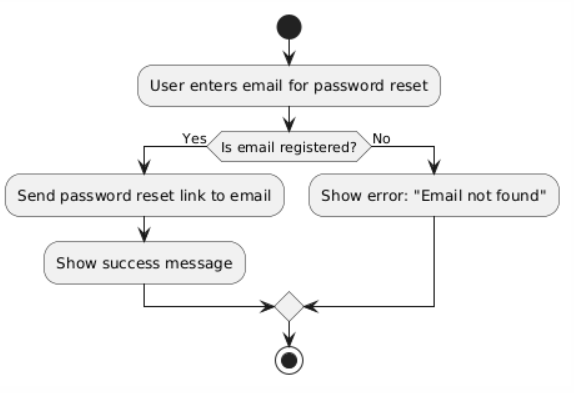 User enters email for password reset
Yes
Is email registered?
No
Send password reset link to email
Show error: "Email not found"
Show success message